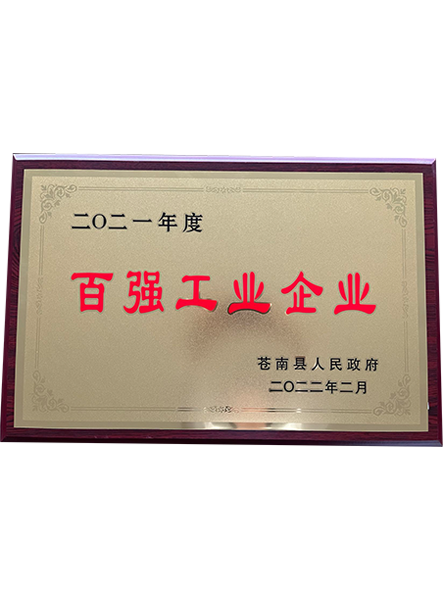 二〇二一年度
百强工业企业
苍南县人民政府
二〇二二年二月